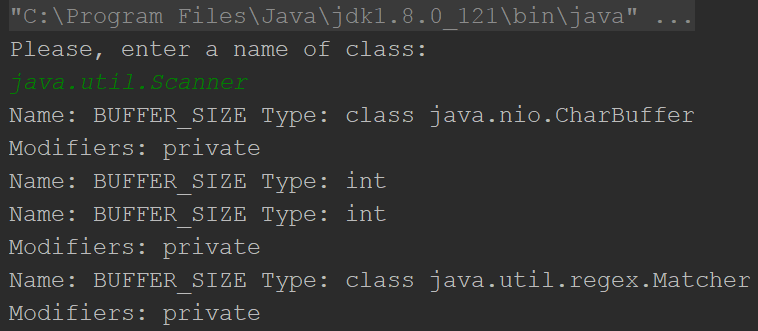 "C:\Program Files\Java\jdk1.8.0_121\bin\java" ...
Please, enter a name of class:
java.util.Scanner
Name: BUFFER_SIZE Type: class java.nio.CharBuffer
Modifiers: private
Name: BUFFER_SIZE Type: int
Name: BUFFER_SIZE Type: int
Modifiers: private
Name: BUFFER_SIZE Type: class java.util.regex.Matcher
Modifiers: private